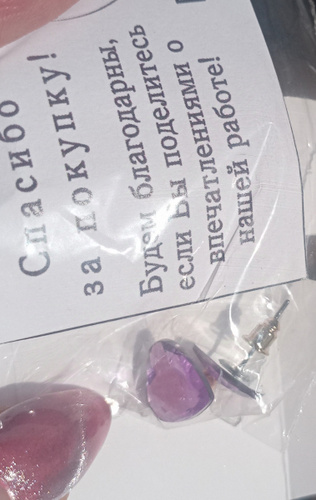 Спасибо
за покупку!
Будем благодарны,
если Вы поделитесь
впечатлениями о
нашей работе!